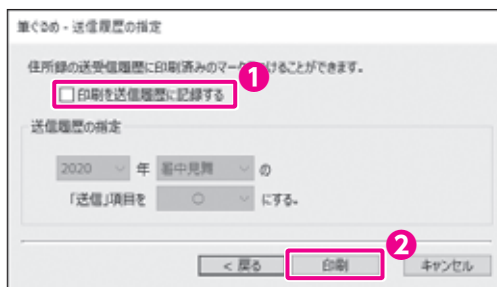 筆ぐるめ - 送信履歴の指定
住所録の送受信履歴に印刷済みのマークつけることができます。
1
印刷を送信履歴に記録する
送信履歴の指定
2020 年 暑中見舞 の
「送信」項目を ○ にする。
2
< 戻る 印刷 キャンセル